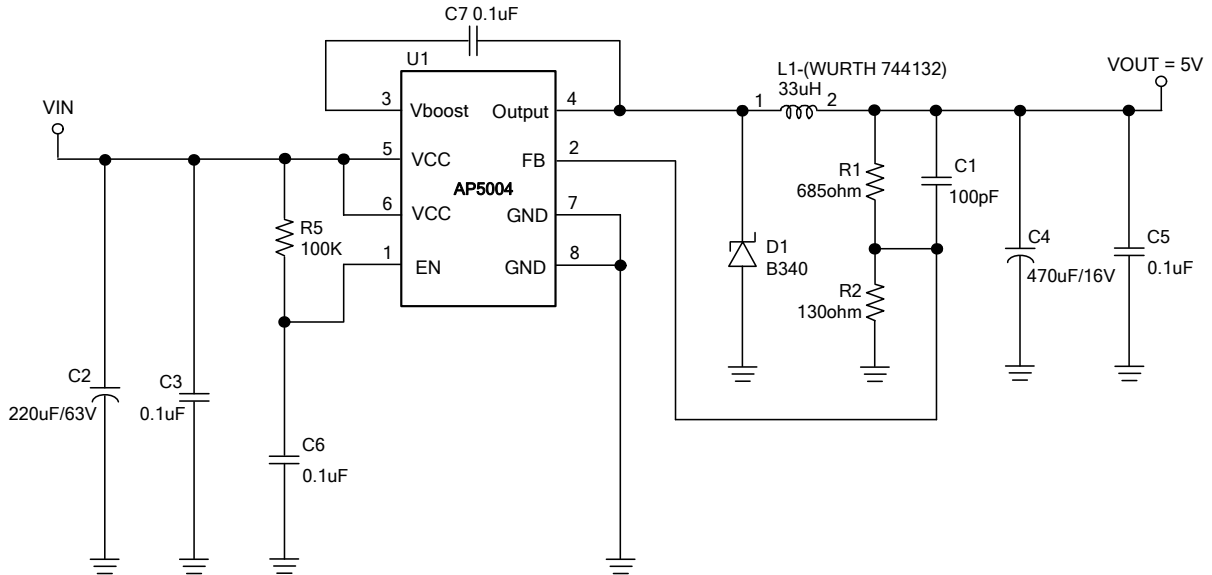 C7 0.1uF
U1
L1-(WURTH 744132)
33uH
VOUT = 5V
VIN
3
Vboost
Output
4
1
2
5
VCC
FB
2
AP5004
6
VCC
GND
7
1
EN
GND
8
R5
100K
R1
685ohm
C1
100pF
D1
B340
R2
130ohm
C4
470uF/16V
C5
0.1uF
C2
220uF/63V
C3
0.1uF
C6
0.1uF